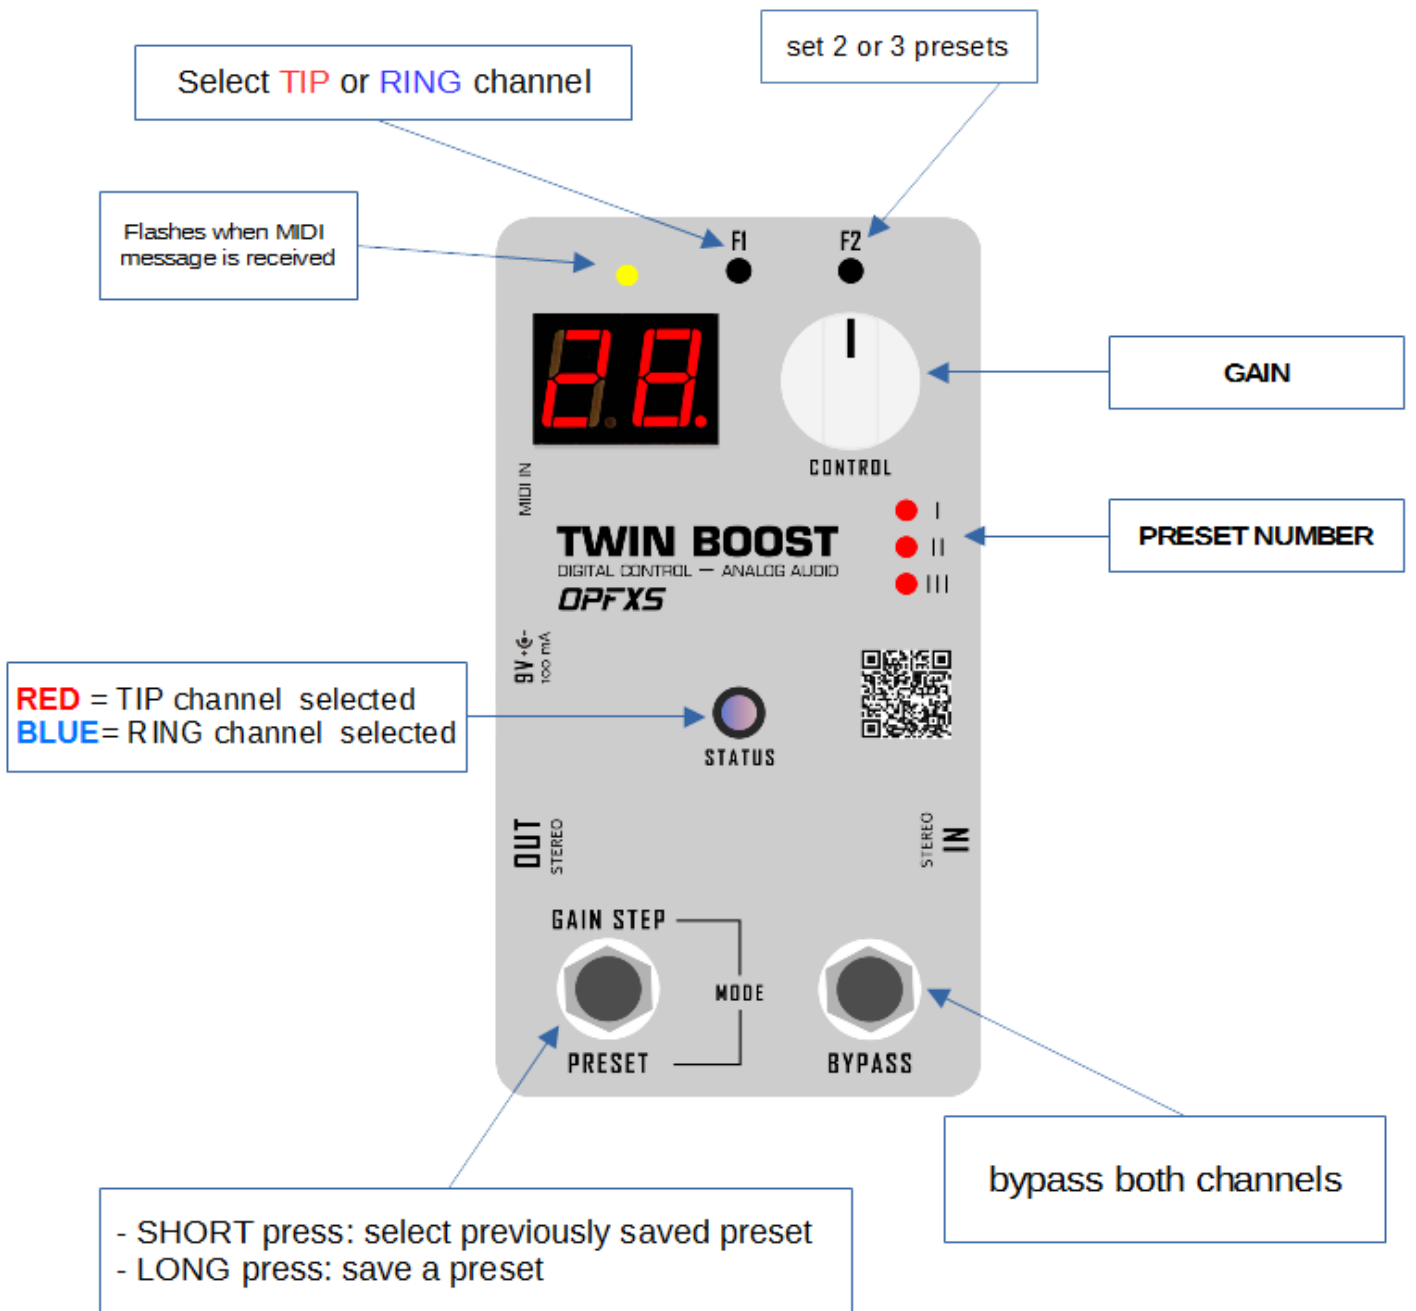 set 2 or 3 presets
Select TIP or RING channel
Flashes when MIDI
message is received
F1
F2
28.
GAIN
CONTROL
MIDI IN
I
II
III
PRESET NUMBER
TWIN BOOST
DIGITAL CONTROL — ANALOG AUDIO
OPFXS
9V
100 mA
RED = TIP channel selected
BLUE= RING channel selected
STATUS
OUT
STEREO
STEREO
IN
GAIN STEP
MODE
PRESET
BYPASS
bypass both channels
- SHORT press: select previously saved preset
- LONG press: save a preset